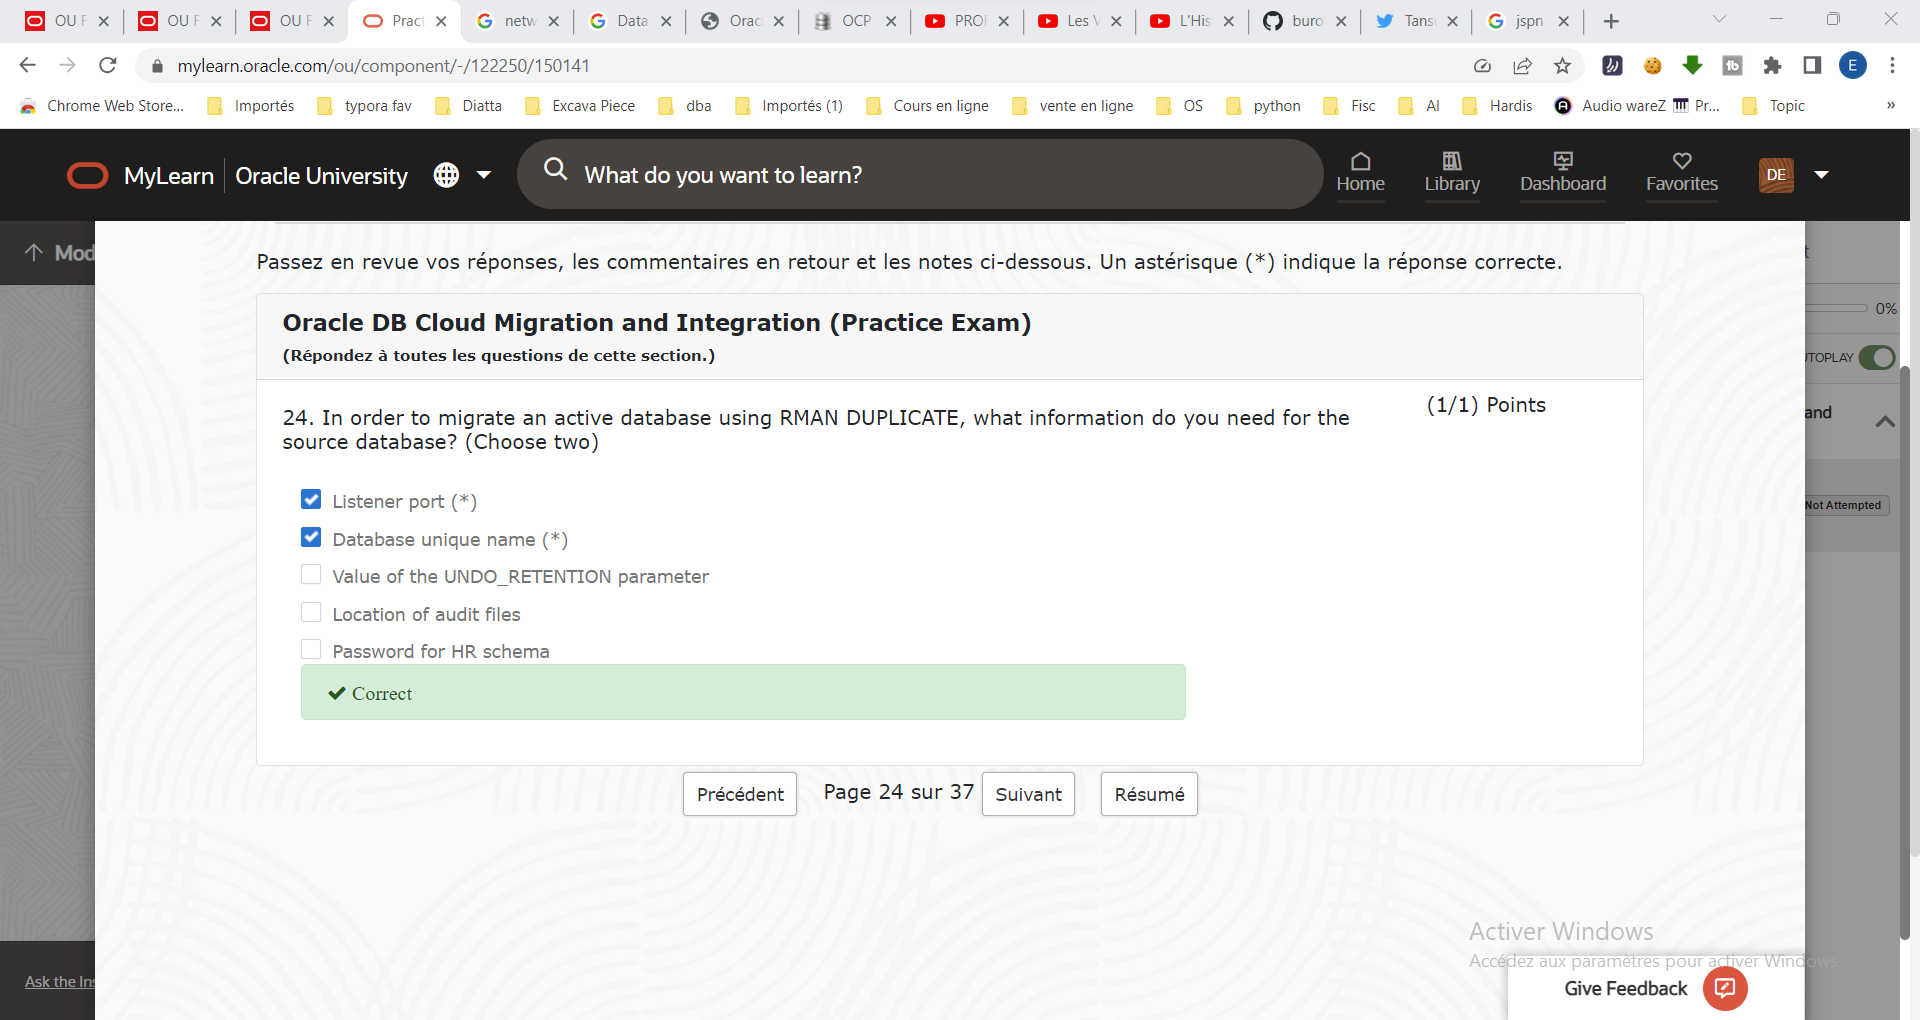 OU F
OU F
OU F
Pract
netw
Data
Orac
OCP
PROF
Les V
L'His
buro
Tans
jspn
mylearn.oracle.com/ou/component/-/122250/150141
E
Chrome Web Store...
Importés
typora fav
Diatta
Excava Piece
dba
Importés (1)
Cours en ligne
vente en ligne
OS
python
Fisc
AI
Hardis
Audio wareZ
Pr...
Topic
»
MyLearn
Oracle University
What do you want to learn?
Home
Library
Dashboard
Favorites
DE
Mod
t
Passez en revue vos réponses, les commentaires en retour et les notes ci-dessous. Un astérisque (*) indique la réponse correcte.
0%
Oracle DB Cloud Migration and Integration (Practice Exam)
(Répondez à toutes les questions de cette section.)
TOPLAY
24. In order to migrate an active database using RMAN DUPLICATE, what information do you need for the
source database? (Choose two)
(1/1) Points
and
Listener port (*)
Database unique name (*)
Value of the UNDO_RETENTION parameter
Location of audit files
Password for HR schema
Not Attempted
Correct
Précédent
Page 24 sur 37
Suivant
Résumé
Activer Windows
Accédez aux paramètres pour activer Windows.
Ask the Ins
Give Feedback